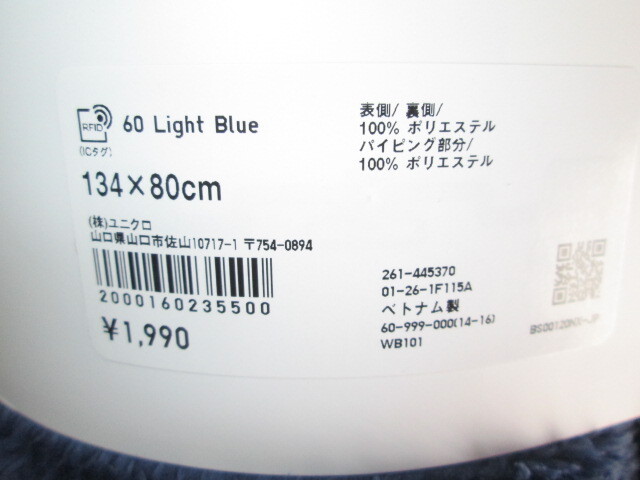 RFID
(ICタグ)
60 Light Blue
134×80cm
(株)ユニクロ
山口県山口市佐山10717-1 〒754-0894
2000160235500
¥1,990
表側/ 裏側/
100% ポリエステル
パイピング部分/
100% ポリエステル
261-445370
01-26-1F115A
ベトナム製
60-999-000(14-16)
WB101